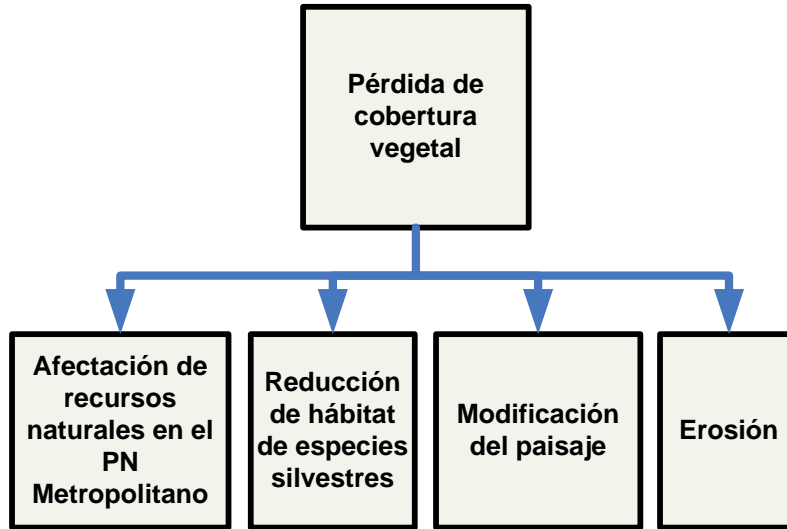 Pérdida de
cobertura
vegetal
Afectación de
recursos
naturales en el
PN
Metropolitano
Reducción
de hábitat
de especies
silvestres
Modificación
del paisaje
Erosión